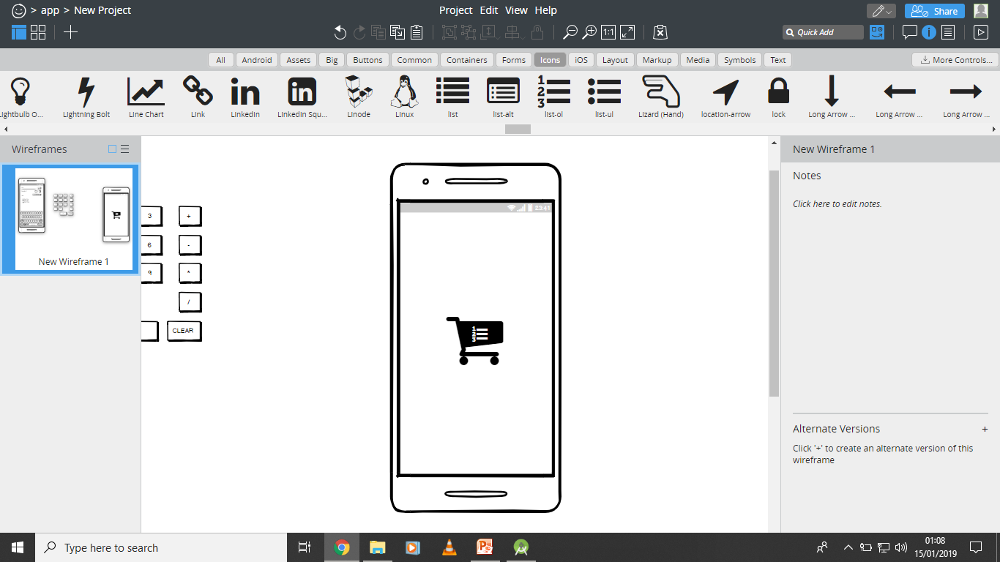 > app > New Project
Project Edit View Help
Share
1:1
Quick Add
All Android Assets Big Buttons Common Containers Forms Icons iOS Layout Markup Media Symbols Text More Controls...
ightbulb O... Lightning Bolt Line Chart Link LinkedIn LinkedIn Squ... Linode Linux list list-alt list-ol list-ul Lizard (Hand) location-arrow lock Long Arrow ... Long Arrow ... Long Arrow ...
Wireframes
New Wireframe 1
3 +
6 -
9 *
/
CLEAR
23:41
1
2
3
New Wireframe 1
Notes
Click here to edit notes.
Alternate Versions +
Click '+' to create an alternate version of this
wireframe
Type here to search
01:08
15/01/2019